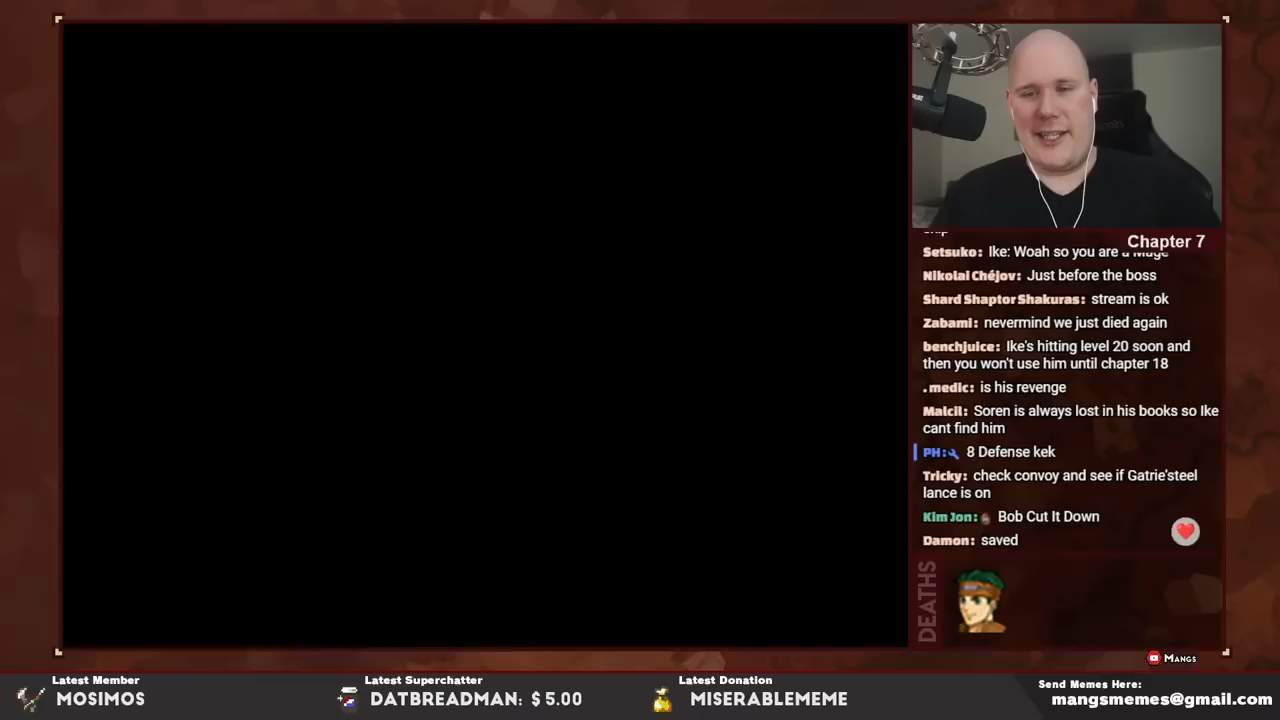 Chapter 7
Setsuko: Ike: Woah so you are a Mage
Nikolai Chéjov: Just before the boss
Shard Shaptor Shakuras: stream is ok
Zabami: nevermind we just died again
benchjuice: Ike's hitting level 20 soon and
then you won't use him until chapter 18
.medic: is his revenge
Malcil: Soren is always lost in his books so Ike
cant find him
PH: 8 Defense kek
Tricky: check convoy and see if Gatrie'steel
lance is on
Kim Jon: Bob Cut It Down
Damon: saved
DEATHS
Mangs
Latest Member
MOSIMOS
Latest Superchatter
DATBREADMAN: $5.00
Latest Donation
MISERABLEMEME
Send Memes Here:
mangsmemes@gmail.com